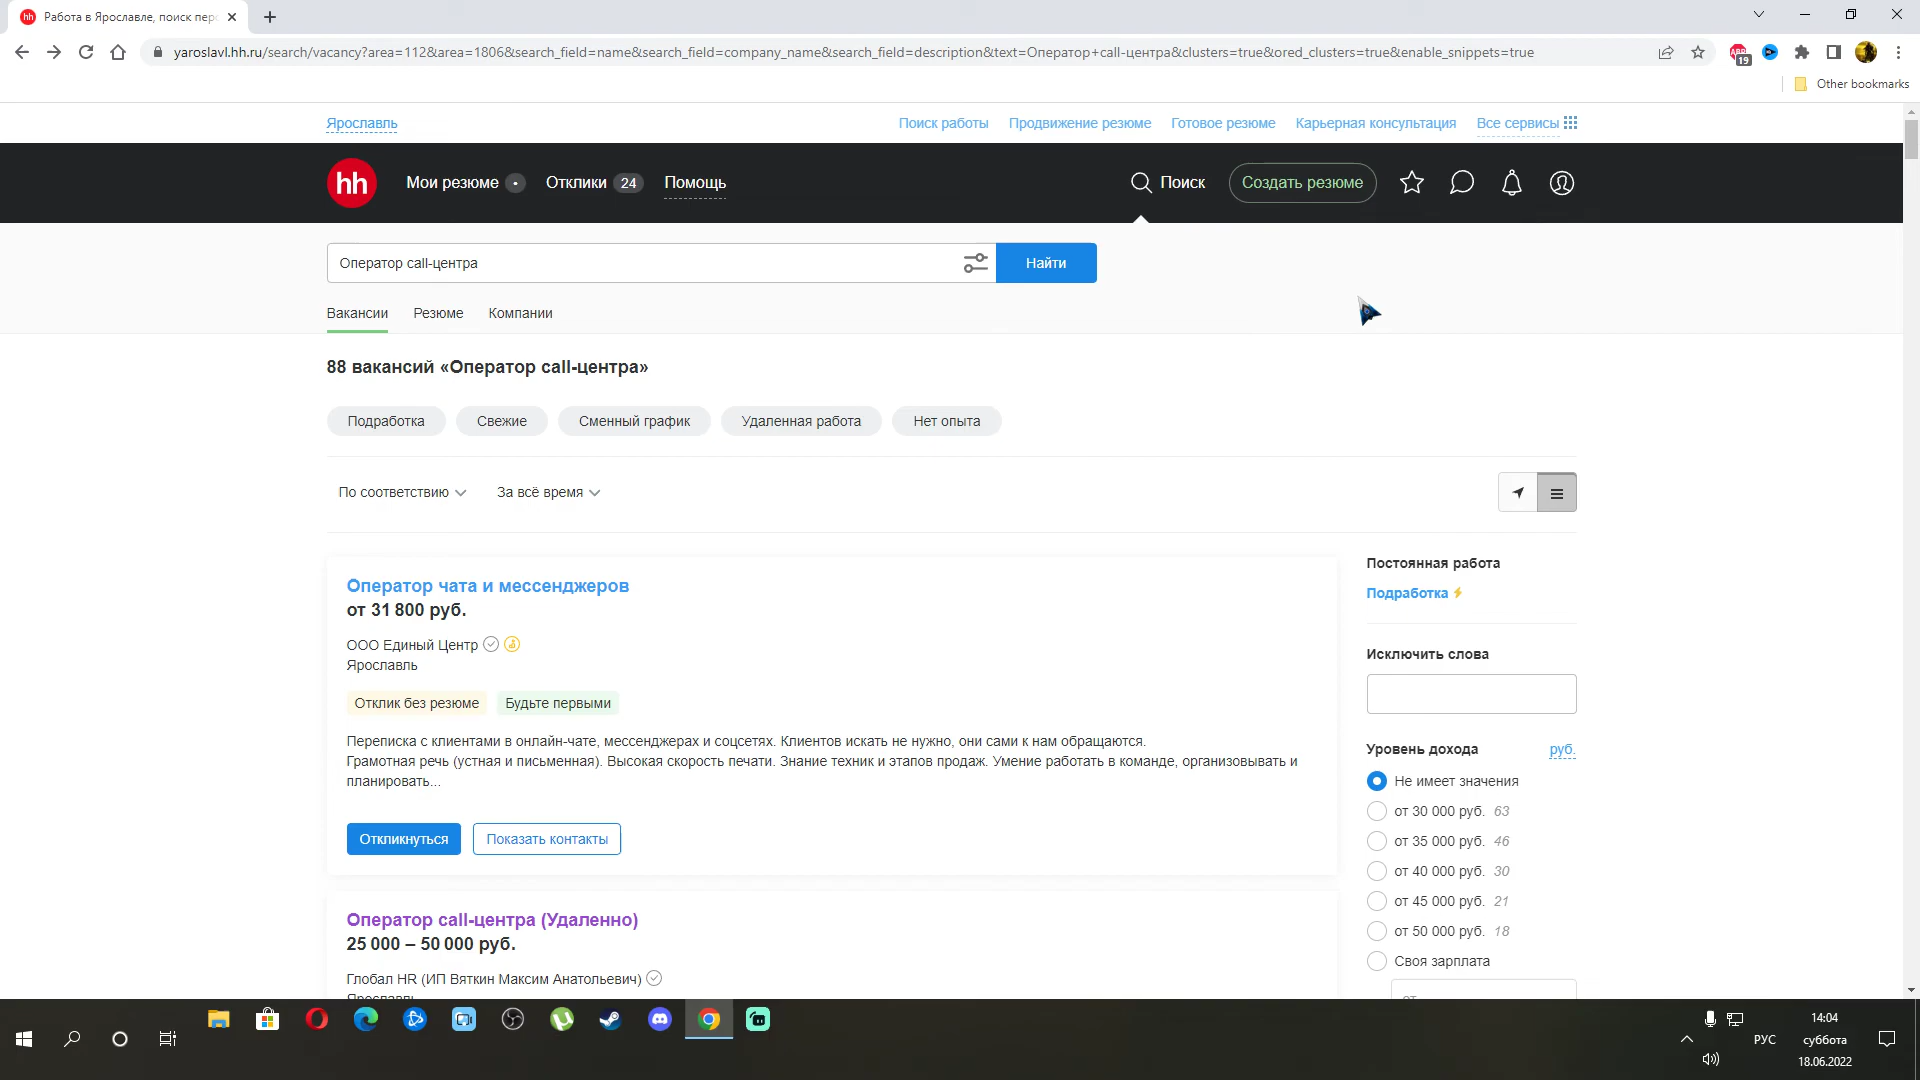 Работа в Ярославле, поиск перс
yaroslavl.hh.ru/search/vacancy?area=112&area=1806&search_field=name&search_field=company_name&search_field=description&text=Оператор+call-центра&clusters=true&ored_clusters=true&enable_snippets=true
19
Other bookmarks
Ярославль
Поиск работы
Продвижение резюме
Готовое резюме
Карьерная консультация
Все сервисы
hh
Мои резюме
Отклики 24
Помощь
Поиск
Создать резюме
Оператор call-центра
Найти
Вакансии
Резюме
Компании
88 вакансий «Оператор call-центра»
Подработка
Свежие
Сменный график
Удаленная работа
Нет опыта
По соответствию
За всё время
Оператор чата и мессенджеров
от 31 800 руб.
ООО Единый Центр
Ярославль
Отклик без резюме
Будьте первыми
Переписка с клиентами в онлайн-чате, мессенджерах и соцсетях. Клиентов искать не нужно, они сами к нам обращаются.
Грамотная речь (устная и письменная). Высокая скорость печати. Знание техник и этапов продаж. Умение работать в команде, организовывать и
планировать...
Откликнуться
Показать контакты
Оператор call-центра (Удаленно)
25 000 – 50 000 руб.
Глобал HR (ИП Вяткин Максим Анатольевич)
Ярославль
Постоянная работа
Подработка
Исключить слова
Уровень дохода
руб.
Не имеет значения
от 30 000 руб. 63
от 35 000 руб. 46
от 40 000 руб. 30
от 45 000 руб. 21
от 50 000 руб. 18
Своя зарплата
от
РУС
14:04
суббота
18.06.2022